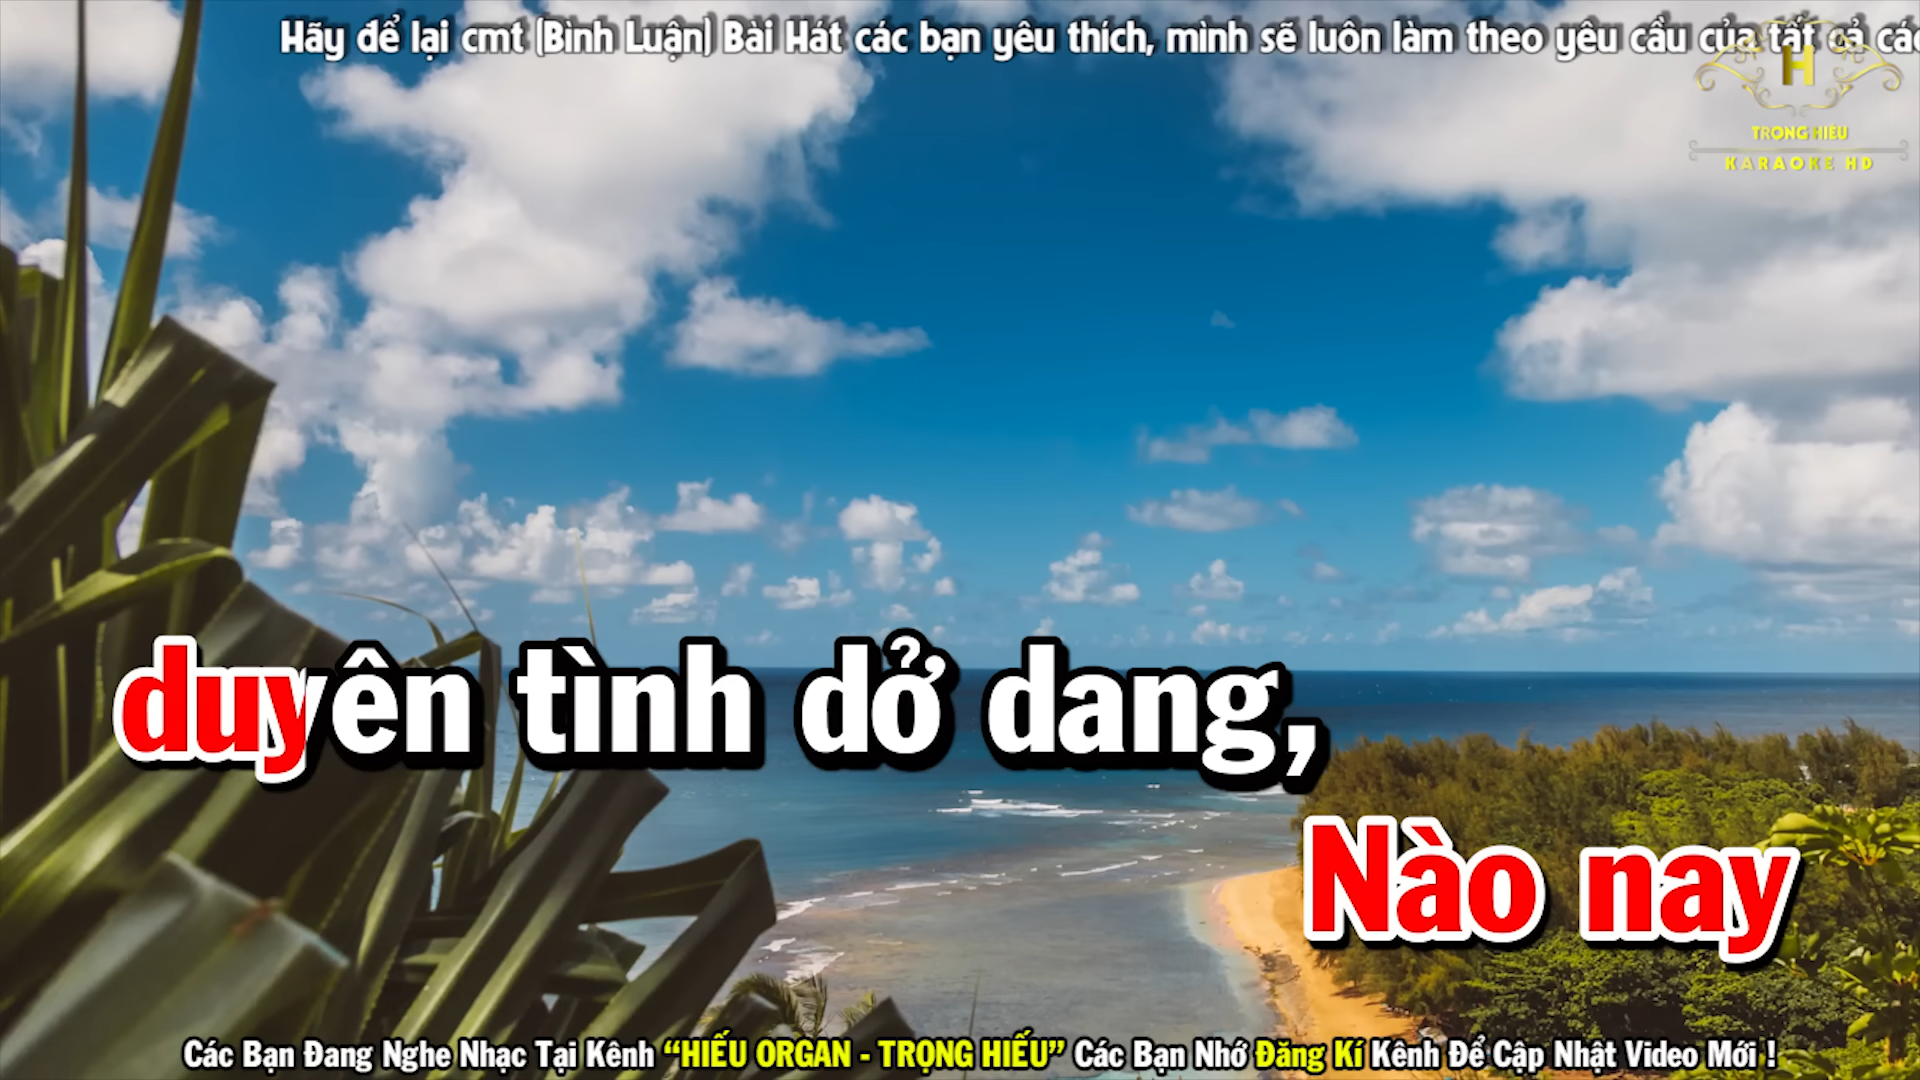 Hãy để lại cmt (Bình Luận) Bài Hát các bạn yêu thích, mình sẽ luôn làm theo yêu cầu của tất cả các
H
TRỌNG HIẾU
KARAOKE HD
duyên tình dở dang,
Nào nay
Các Bạn Đang Nghe Nhạc Tại Kênh “HIẾU ORGAN - TRỌNG HIẾU” Các Bạn Nhớ Đăng Kí Kênh Để Cập Nhật Video Mới !